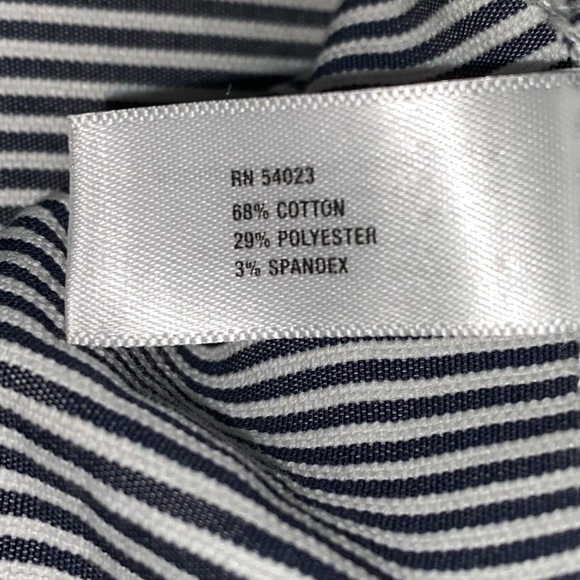 RN 54023
68% COTTON
29% POLYESTER
3% SPANDEX